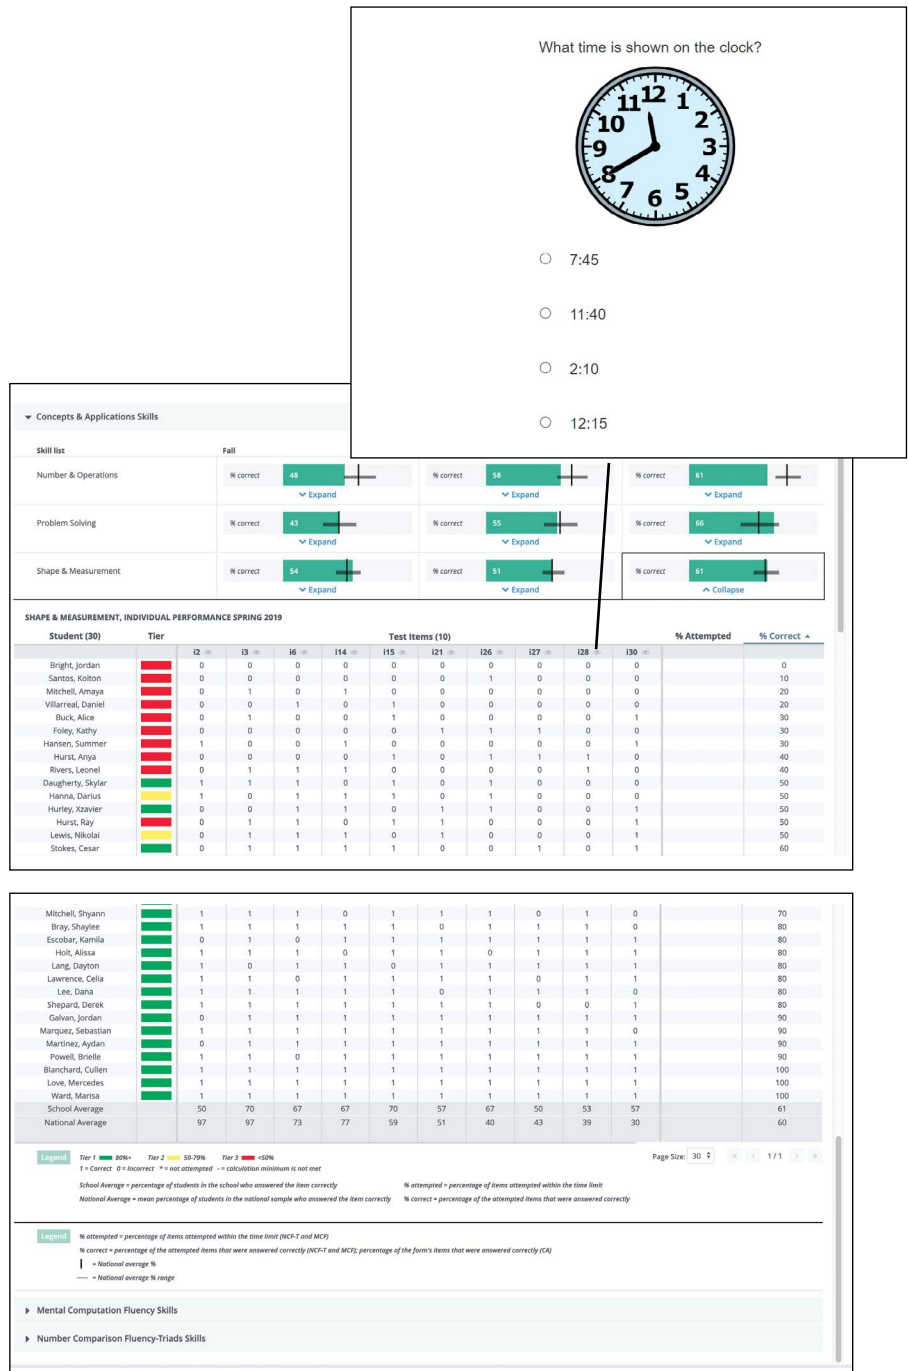 What time is shown on the clock?
12
11 1
10 2
9 3
8 4
7 5
6
7:45
11:40
2:10
12:15
Concepts & Applications Skills
Skill list Fall
Number & Operations % correct 48 % correct 58 % correct 61
Expand Expand Expand
Problem Solving % correct 43 % correct 55 % correct 66
Expand Expand Expand
Shape & Measurement % correct 54 % correct 51 % correct 61
Expand Expand Collapse
SHAPE & MEASUREMENT, INDIVIDUAL PERFORMANCE SPRING 2019
Student (30) Tier Test Items (10) % Attempted % Correct
i2 i3 i6 i14 i15 i21 i26 i27 i28 i30
Bright, Jordan 0 0 0 0 0 0 0 0 0 0 0
Santos, Kolton 0 0 0 0 0 0 1 0 0 0 10
Mitchell, Amaya 0 1 0 1 0 0 0 0 0 0 20
Villarreal, Daniel 0 0 1 0 1 0 0 0 0 0 20
Buck, Alice 0 1 0 0 1 0 0 0 0 1 30
Foley, Kathy 0 0 0 0 0 1 1 1 0 0 30
Hansen, Summer 1 0 0 1 0 0 0 0 0 1 30
Hurst, Anya 0 0 0 0 1 0 1 1 1 0 40
Rivers, Leonel 0 1 1 1 0 0 0 0 1 0 40
Daugherty, Skylar 1 1 1 0 1 0 1 0 0 0 50
Hanna, Darius 1 0 1 1 1 0 1 0 0 0 50
Hurley, Xzavier 0 0 1 1 0 1 1 0 0 1 50
Hurst, Ray 0 1 1 0 1 1 0 0 0 1 50
Lewis, Nikolai 0 1 1 1 0 1 0 0 0 1 50
Stokes, Cesar 0 1 1 1 1 0 0 1 0 1 60
Mitchell, Shyann 1 1 1 0 1 1 1 0 1 0 70
Bray, Shaylee 1 1 1 1 1 0 1 1 1 0 80
Escobar, Kamila 0 1 0 1 1 1 1 1 1 1 80
Holt, Alissa 1 1 1 0 1 1 0 1 1 1 80
Lang, Dayton 1 0 1 1 0 1 1 1 1 1 80
Lawrence, Celia 1 1 0 1 1 1 1 0 1 1 80
Lee, Dana 1 1 1 1 1 0 1 1 1 0 80
Shepard, Derek 1 1 1 1 1 1 1 0 0 1 80
Galvan, Jordan 0 1 1 1 1 1 1 1 1 1 90
Marquez, Sebastian 1 1 1 1 1 1 1 1 1 0 90
Martinez, Aydan 0 1 1 1 1 1 1 1 1 1 90
Powell, Brielle 1 1 0 1 1 1 1 1 1 1 90
Blanchard, Cullen 1 1 1 1 1 1 1 1 1 1 100
Love, Mercedes 1 1 1 1 1 1 1 1 1 1 100
Ward, Marisa 1 1 1 1 1 1 1 1 1 1 100
School Average 50 70 67 67 70 57 67 50 53 57 61
National Average 97 97 73 77 59 51 40 43 39 30 60
Legend Tier 1 80%+ Tier 2 50-79% Tier 3 <50% Page Size: 30 1 / 1
1 = Correct 0 = Incorrect * = not attempted - = calculation minimum is not met
School Average = percentage of students in the school who answered the item correctly % attempted = percentage of items attempted within the time limit
National Average = mean percentage of students in the national sample who answered the item correctly % correct = percentage of the attempted items that were answered correctly
Legend % attempted = percentage of items attempted within the time limit (NCF-T and MCF)
% correct = percentage of the attempted items that were answered correctly (NCF-T and MCF); percentage of the form's items that were answered correctly (CA)
= National average %
= National average % range
Mental Computation Fluency Skills
Number Comparison Fluency-Triads Skills